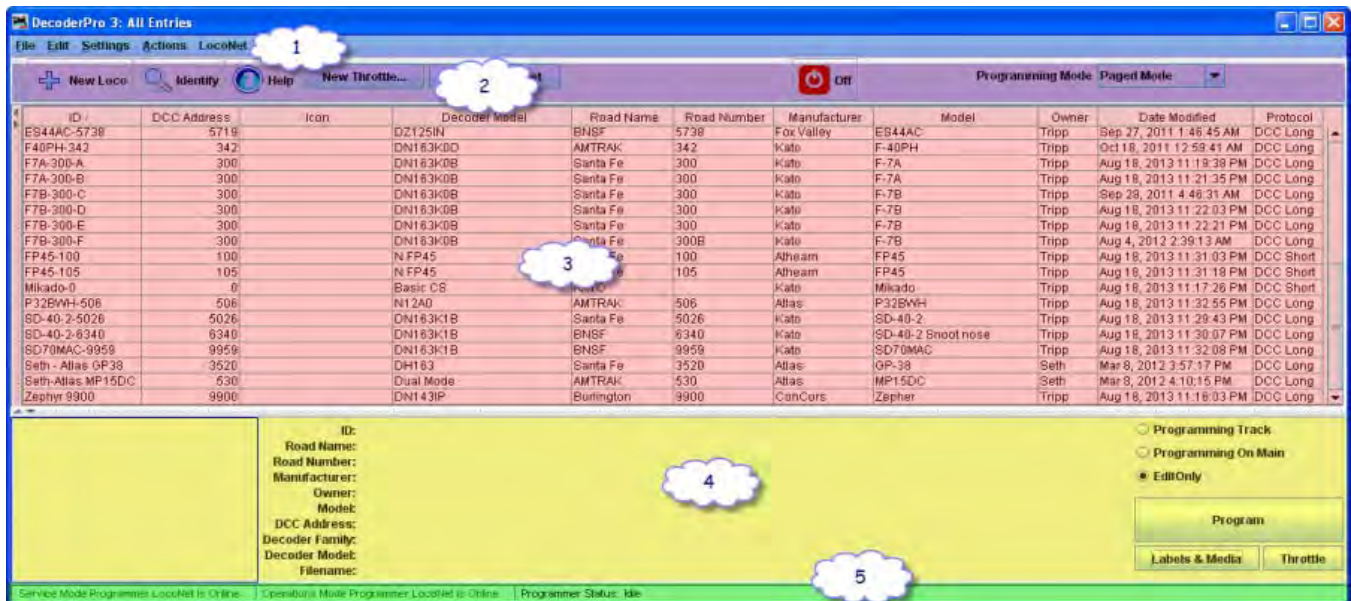 DecoderPro 3: All Entries
File Edit Settings Actions LocoNet
1
New Loco Identify Help New Throttle... Off Programming Mode Paged Mode
2
ID DCC Address Icon Decoder Model Road Name Road Number Manufacturer Model Owner Date Modified Protocol
ES44AC-5738 5719 DZ125IN BNSF 5738 Fox Valley ES44AC Tripp Sep 27, 2011 1:46:45 AM DCC Long
F40PH-342 342 DN163K0D AMTRAK 342 Kato F-40PH Tripp Oct 18, 2011 12:59:41 AM DCC Long
F7A-300-A 300 DN163K0B Santa Fe 300 Kato F-7A Tripp Aug 18, 2013 11:19:38 PM DCC Long
F7A-300-B 300 DN163K0B Santa Fe 300 Kato F-7A Tripp Aug 18, 2013 11:21:35 PM DCC Long
F7B-300-C 300 DN163K0B Santa Fe 300 Kato F-7B Tripp Sep 28, 2011 4:46:31 AM DCC Long
F7B-300-D 300 DN163K0B Santa Fe 300 Kato F-7B Tripp Aug 18, 2013 11:22:03 PM DCC Long
F7B-300-E 300 DN163K0B Santa Fe 300 Kato F-7B Tripp Aug 18, 2013 11:22:21 PM DCC Long
F7B-300-F 300 DN163K0B Santa Fe 300B Kato F-7B Tripp Aug 4, 2012 2:39:13 AM DCC Long
FP45-100 100 N FP45 100 Athearn FP45 Tripp Aug 18, 2013 11:31:03 PM DCC Short
3
FP45-105 105 N FP45 105 Athearn FP45 Tripp Aug 18, 2013 11:31:18 PM DCC Short
Mikado-0 0 Basic CS Kato Mikado Tripp Aug 18, 2013 11:17:26 PM DCC Short
P32BWH-506 506 N12A0 AMTRAK 506 Atlas P32BWH Tripp Aug 18, 2013 11:32:55 PM DCC Long
SD-40-2-5026 5026 DN163K1B Santa Fe 5026 Kato SD-40-2 Tripp Aug 18, 2013 11:29:43 PM DCC Long
SD-40-2-6340 6340 DN163K1B BNSF 6340 Kato SD-40-2 Snoot nose Tripp Aug 18, 2013 11:30:07 PM DCC Long
SD70MAC-9959 9959 DN163K1B BNSF 9959 Kato SD70MAC Tripp Aug 18, 2013 11:32:08 PM DCC Long
Seth - Atlas GP38 3520 DH163 Santa Fe 3520 Atlas GP-38 Seth Mar 8, 2012 3:57:17 PM DCC Long
Seth-Atlas MP15DC 530 Dual Mode AMTRAK 530 Atlas MP15DC Seth Mar 8, 2012 4:10:15 PM DCC Long
Zephyr 9900 9900 DN143IP Burlington 9900 ConCors Zepher Tripp Aug 18, 2013 11:18:03 PM DCC Long
ID:
Road Name:
Road Number:
Manufacturer:
Owner:
Model:
DCC Address:
Decoder Family:
Decoder Model:
Filename:
4
Programming Track
Programming On Main
Edit Only
Program
Labels & Media Throttle
5
Service Mode Programmer LocoNet is Online Operations Mode Programmer LocoNet is Online Programmer Status: Idle